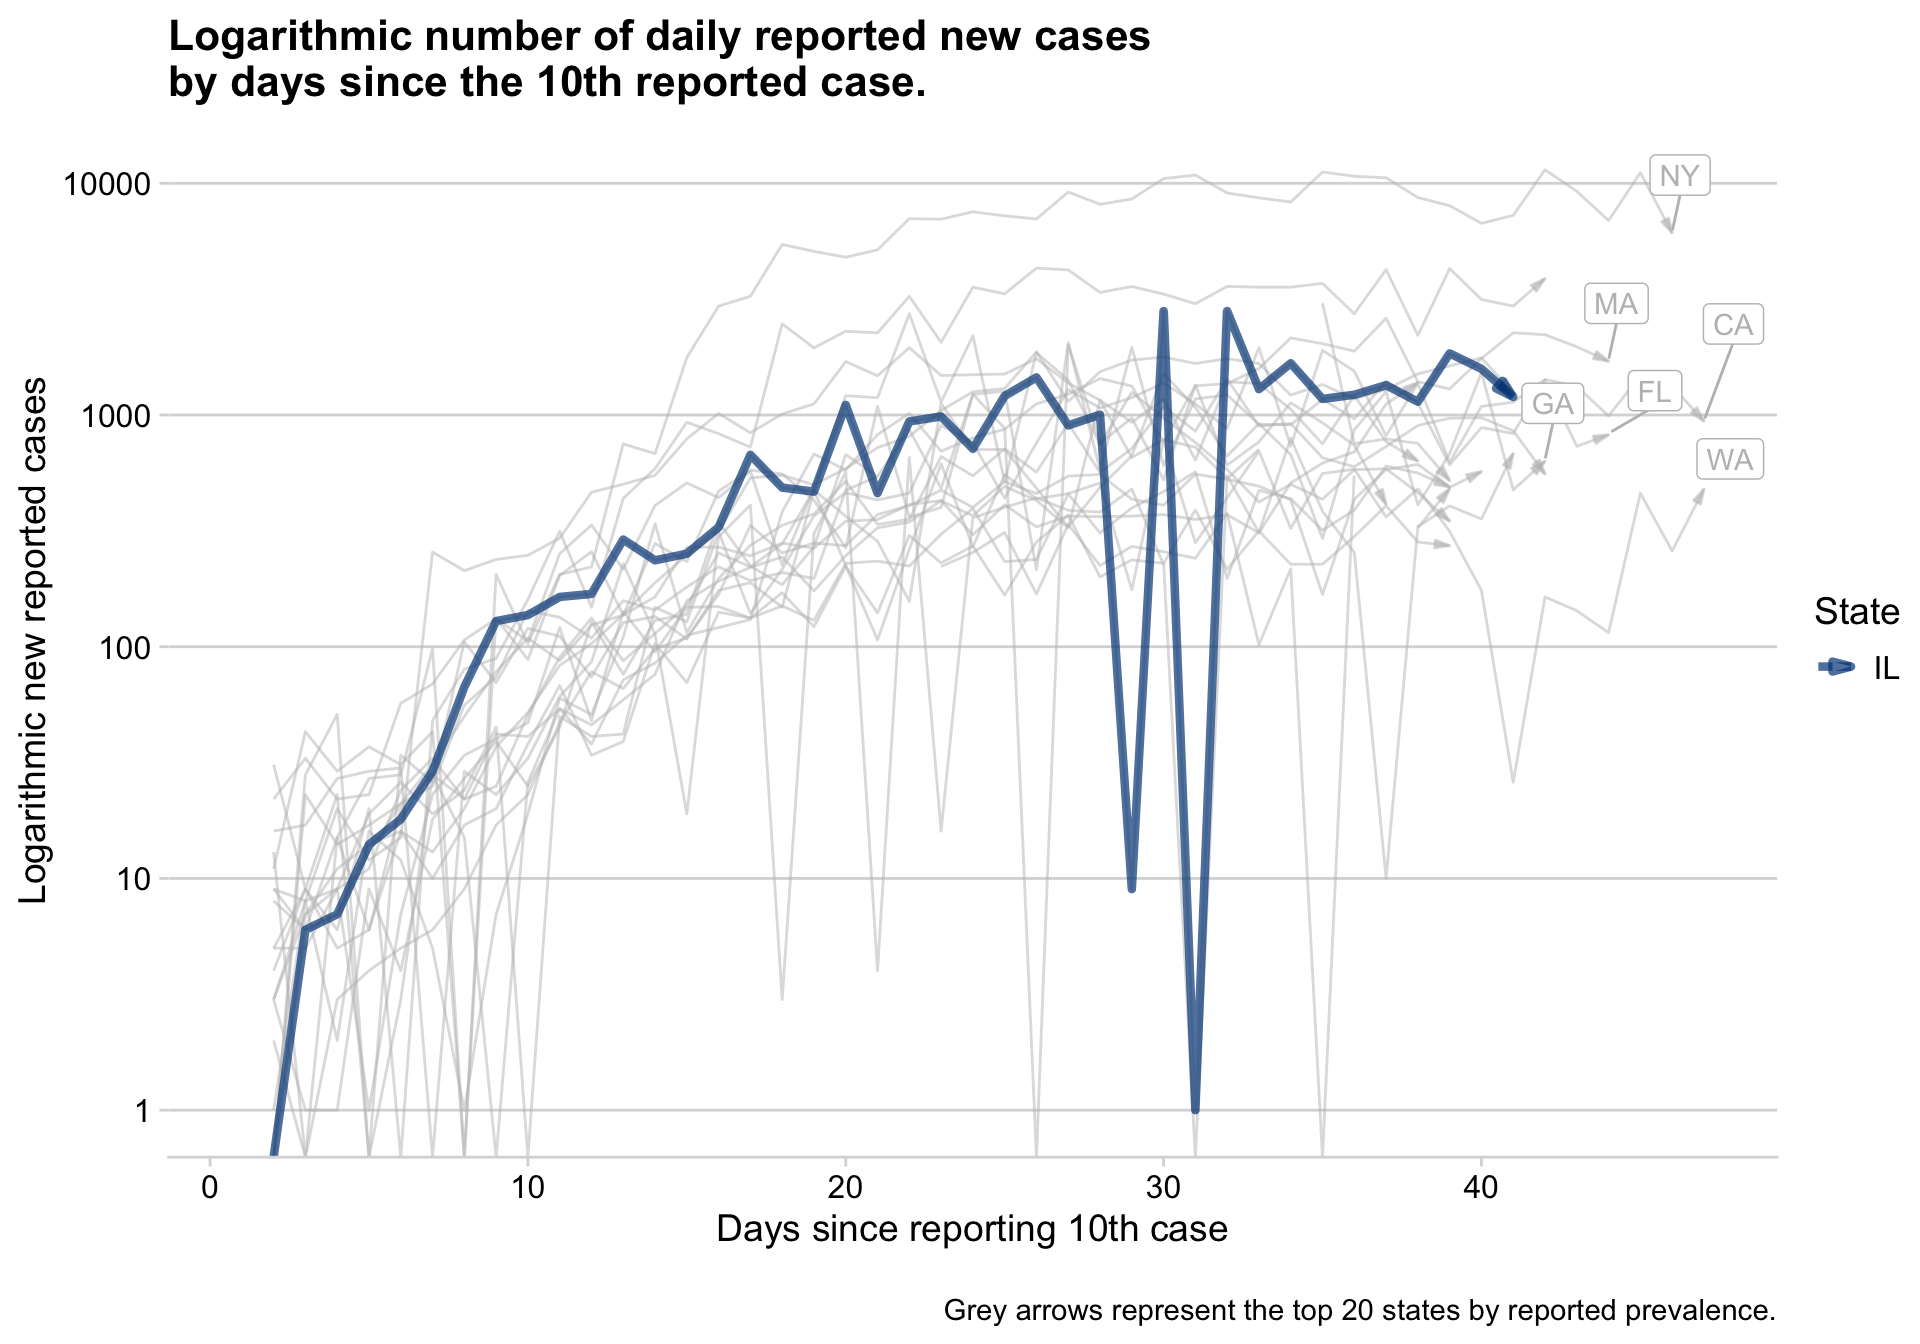 Logarithmic number of daily reported new cases
by days since the 10th reported case.
Logarithmic new reported cases
10000
1000
100
10
1
NY
MA
CA
FL
GA
WA
State
IL
0 10 20 30 40
Days since reporting 10th case
Grey arrows represent the top 20 states by reported prevalence.